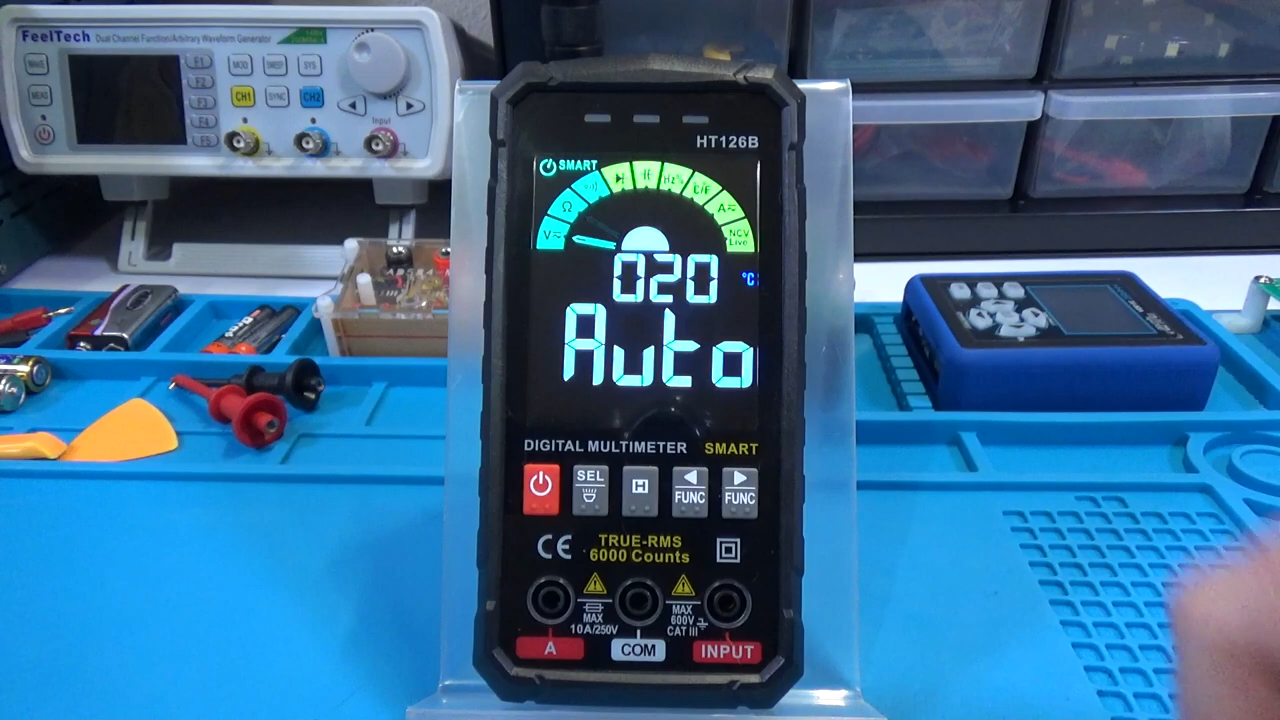 FeelTech Dual Channel Function/Arbitrary Waveform Generator
WAVE
MEAS
F1
F2
F3
F4
F5
MOD
SWEEP
SYS
CH1
SYNC
CH2
Input
HT126B
SMART
V
Ω
Hz%
A
NCV
Live
020 °C
Auto
DIGITAL MULTIMETER SMART
SEL
H
FUNC
FUNC
CE
TRUE-RMS
6000 Counts
MAX
10A/250V
MAX
600V
CAT III
A
COM
INPUT